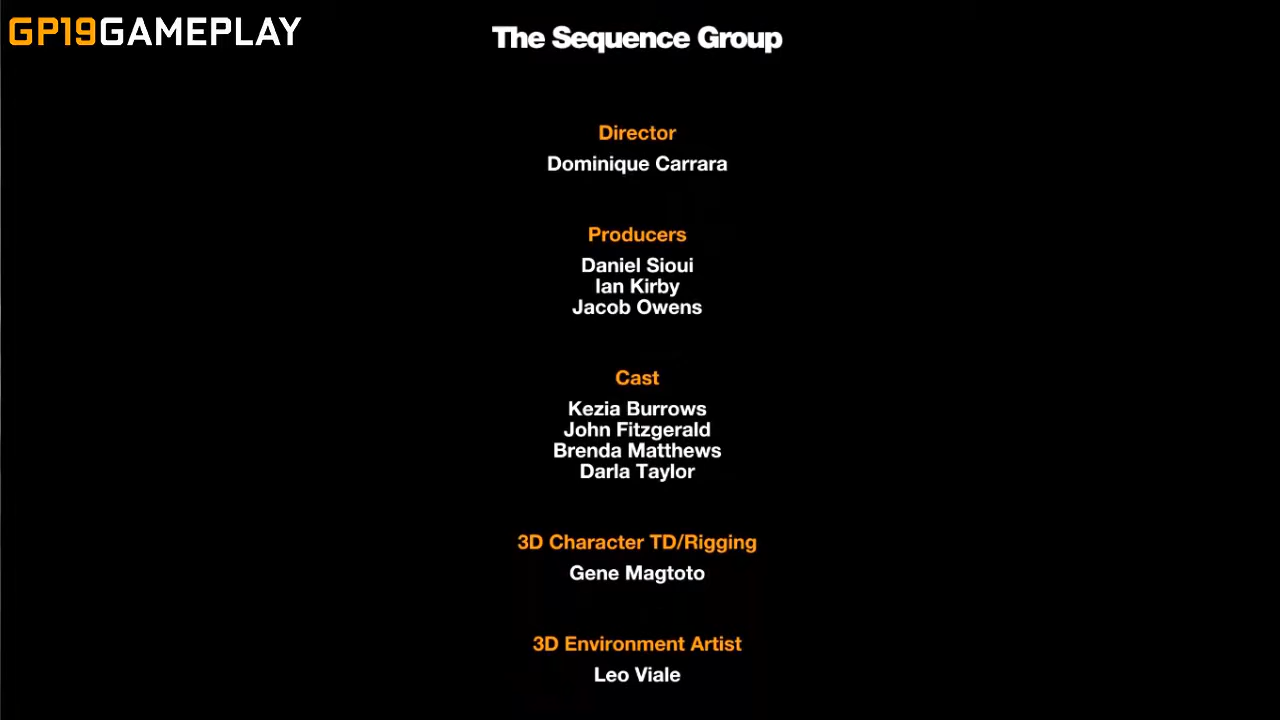 GP19GAMEPLAY
The Sequence Group
Director
Dominique Carrara
Producers
Daniel Sioui
Ian Kirby
Jacob Owens
Cast
Kezia Burrows
John Fitzgerald
Brenda Matthews
Darla Taylor
3D Character TD/Rigging
Gene Magtoto
3D Environment Artist
Leo Viale